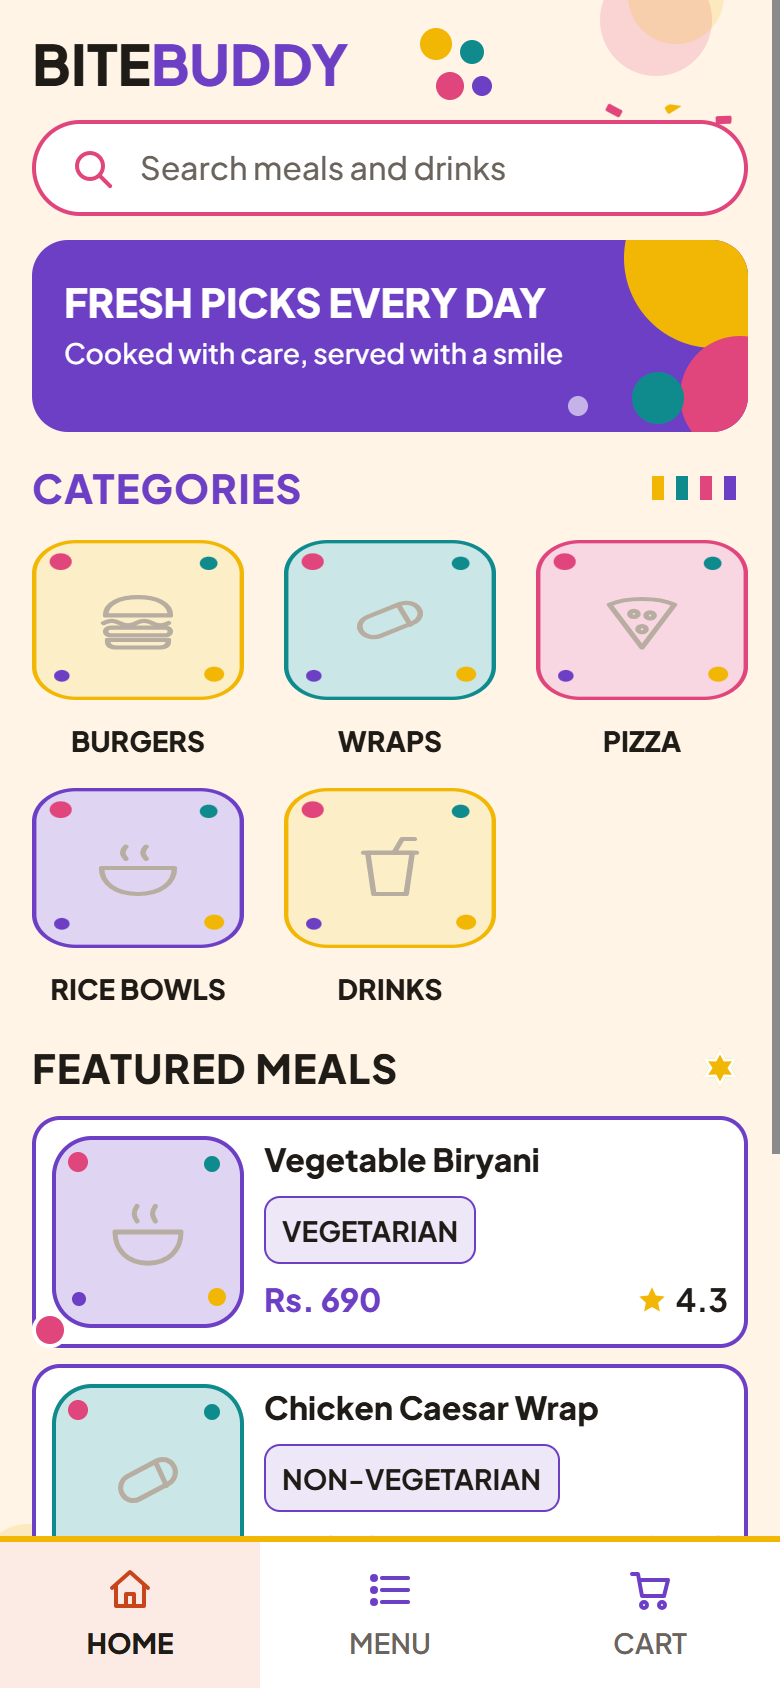 BITEBUDDY
Search meals and drinks
FRESH PICKS EVERY DAY
Cooked with care, served with a smile
CATEGORIES
BURGERS
WRAPS
PIZZA
RICE BOWLS
DRINKS
FEATURED MEALS
Vegetable Biryani
VEGETARIAN
Rs. 690
4.3
Chicken Caesar Wrap
NON-VEGETARIAN
HOME
MENU
CART